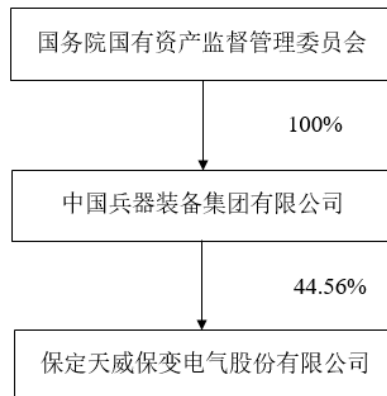 国务院国有资产监督管理委员会
100%
中国兵器装备集团有限公司
44.56%
保定天威保变电气股份有限公司